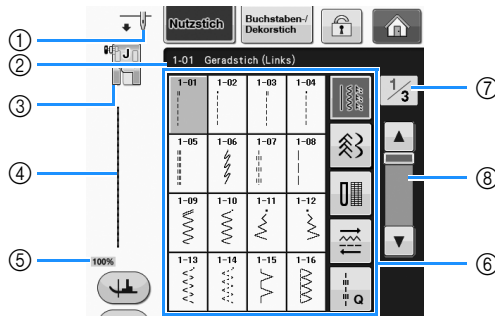 ①
Nutzstich
Buchstaben-/
Dekorstich
②
1-01 Geradstich (Links)
J
③
1-01 1-02 1-03 1-04
1/3
⑦
④
1-05 1-06 1-07 1-08
⑧
1-09 1-10 1-11 1-12
⑤
100%
⑥
1-13 1-14 1-15 1-16
Q